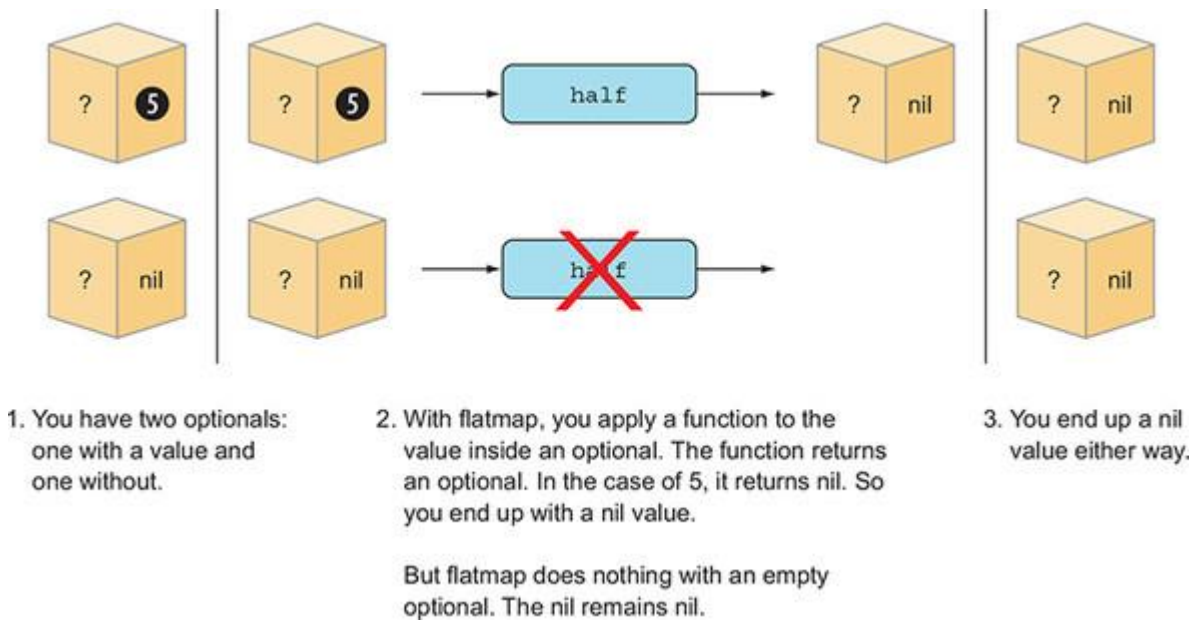 ? 5
? 5
half
? nil
? nil
? nil
? nil
half
? nil
1. You have two optionals:
one with a value and
one without.
2. With flatmap, you apply a function to the
value inside an optional. The function returns
an optional. In the case of 5, it returns nil. So
you end up with a nil value.
But flatmap does nothing with an empty
optional. The nil remains nil.
3. You end up a nil
value either way.